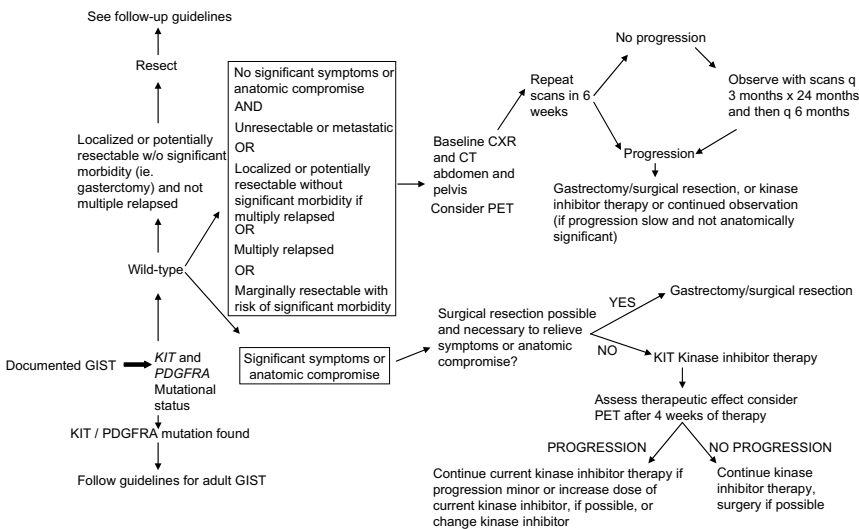 See follow-up guidelines
Resect
Localized or potentially
resectable w/o significant
morbidity (ie.
gasterctomy) and not
multiple relapsed
Wild-type
Documented GIST
KIT and
PDGFRA
Mutational
status
KIT / PDGFRA mutation found
Follow guidelines for adult GIST
No significant symptoms or
anatomic compromise
AND
Unresectable or metastatic
OR
Localized or potentially
resectable without
significant morbidity if
multiply relapsed
OR
Multiply relapsed
OR
Marginally resectable with
risk of significant morbidity
Baseline CXR
and CT
abdomen and
pelvis
Consider PET
Repeat
scans in 6
weeks
No progression
Observe with scans q
3 months x 24 months
and then q 6 months
Progression
Gastrectomy/surgical resection, or kinase
inhibitor therapy or continued observation
(if progression slow and not anatomically
significant)
Significant symptoms or
anatomic compromise
Surgical resection possible
and necessary to relieve
symptoms or anatomic
compromise?
YES
Gastrectomy/surgical resection
NO
KIT Kinase inhibitor therapy
Assess therapeutic effect consider
PET after 4 weeks of therapy
PROGRESSION
NO PROGRESSION
Continue current kinase inhibitor therapy if
progression minor or increase dose of
current kinase inhibitor, if possible, or
change kinase inhibitor
Continue kinase
inhibitor therapy,
surgery if possible